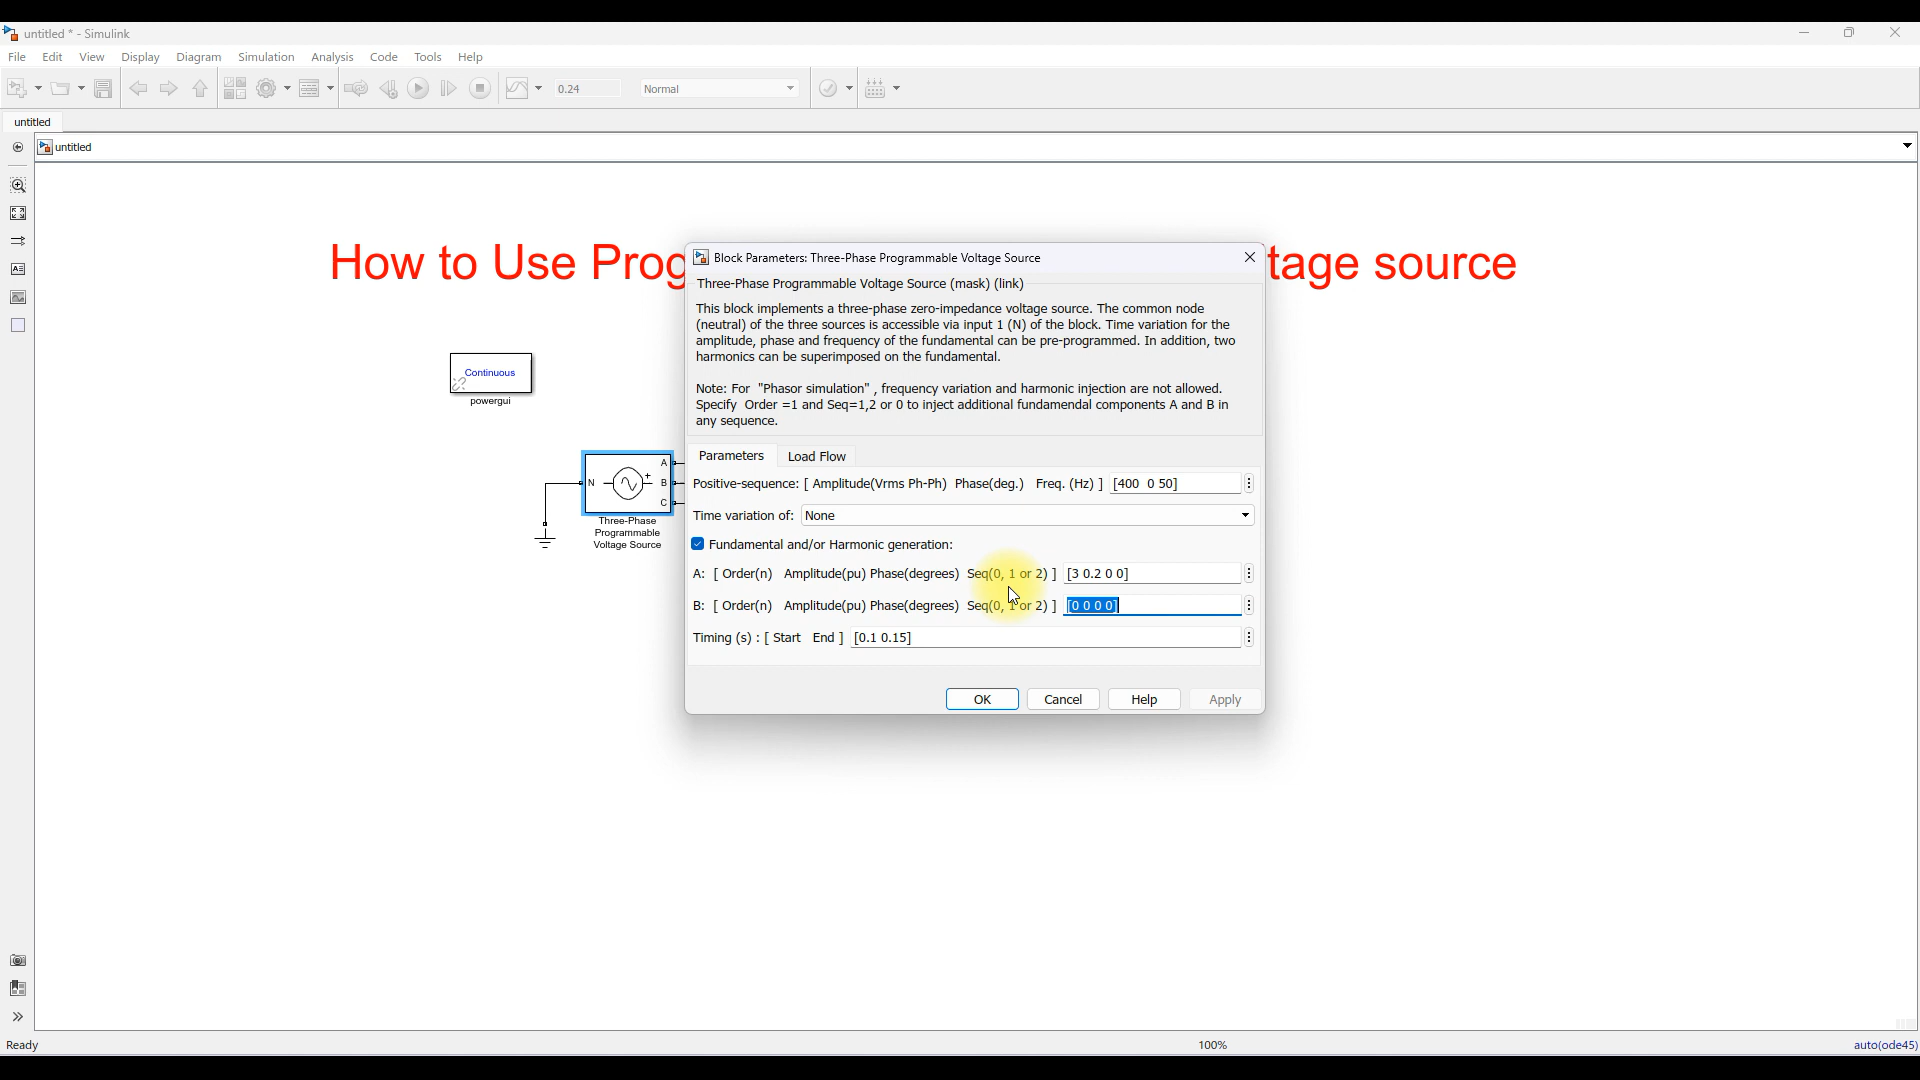 untitled * - Simulink
File Edit View Display Diagram Simulation Analysis Code Tools Help
0.24 Normal
untitled
untitled
How to Use Prog tage source
Continuous
powergui
N A B C
Three-Phase
Programmable
Voltage Source
Block Parameters: Three-Phase Programmable Voltage Source
Three-Phase Programmable Voltage Source (mask) (link)
This block implements a three-phase zero-impedance voltage source. The common node
(neutral) of the three sources is accessible via input 1 (N) of the block. Time variation for the
amplitude, phase and frequency of the fundamental can be pre-programmed. In addition, two
harmonics can be superimposed on the fundamental.
Note: For "Phasor simulation" , frequency variation and harmonic injection are not allowed.
Specify Order =1 and Seq=1,2 or 0 to inject additional fundamendal components A and B in
any sequence.
Parameters Load Flow
Positive-sequence: [ Amplitude(Vrms Ph-Ph) Phase(deg.) Freq. (Hz) ] [400 0 50]
Time variation of: None
Fundamental and/or Harmonic generation:
A: [ Order(n) Amplitude(pu) Phase(degrees) Seq(0, 1 or 2) ] [3 0.2 0 0]
B: [ Order(n) Amplitude(pu) Phase(degrees) Seq(0, 1 or 2) ] [0 0 0 0]
Timing (s) : [ Start End ] [0.1 0.15]
OK Cancel Help Apply
Ready 100% auto(ode45)